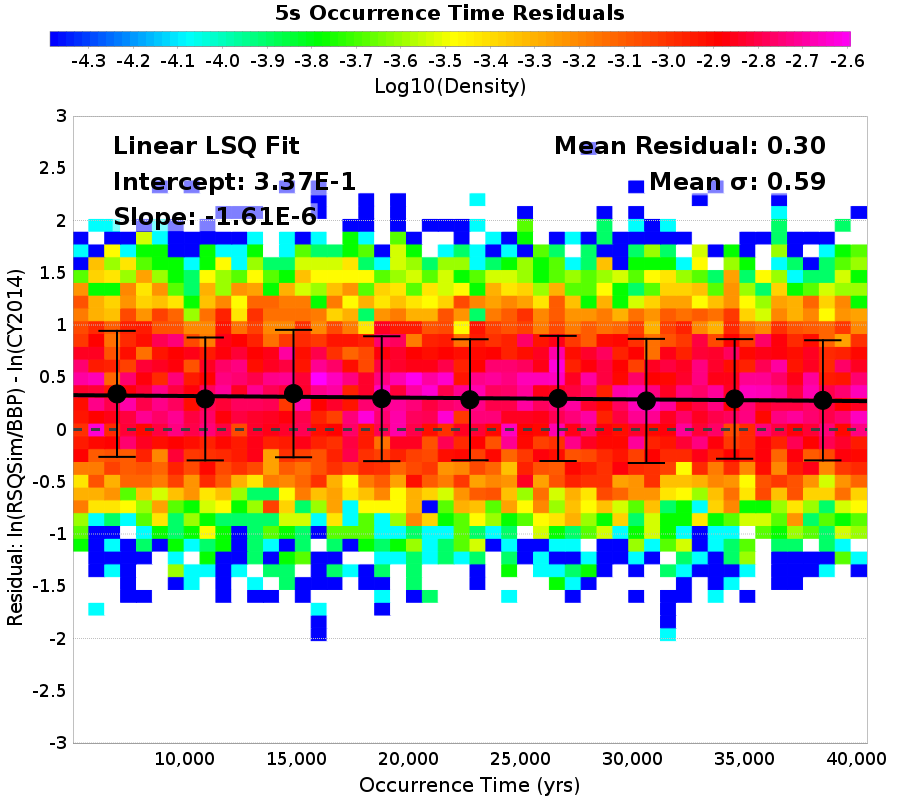 5s Occurrence Time Residuals
-4.3 -4.2 -4.1 -4.0 -3.9 -3.8 -3.7 -3.6 -3.5 -3.4 -3.3 -3.2 -3.1 -3.0 -2.9 -2.8 -2.7 -2.6
Log10(Density)
Linear LSQ Fit
Intercept: 3.37E-1
Slope: -1.61E-6
Mean Residual: 0.30
Mean σ: 0.59
Residual: ln(RSQSim/BBP) - ln(CY2014)
3
2.5
2
1.5
1
0.5
0
-0.5
-1
-1.5
-2
-2.5
-3
10,000 15,000 20,000 25,000 30,000 35,000 40,000
Occurrence Time (yrs)